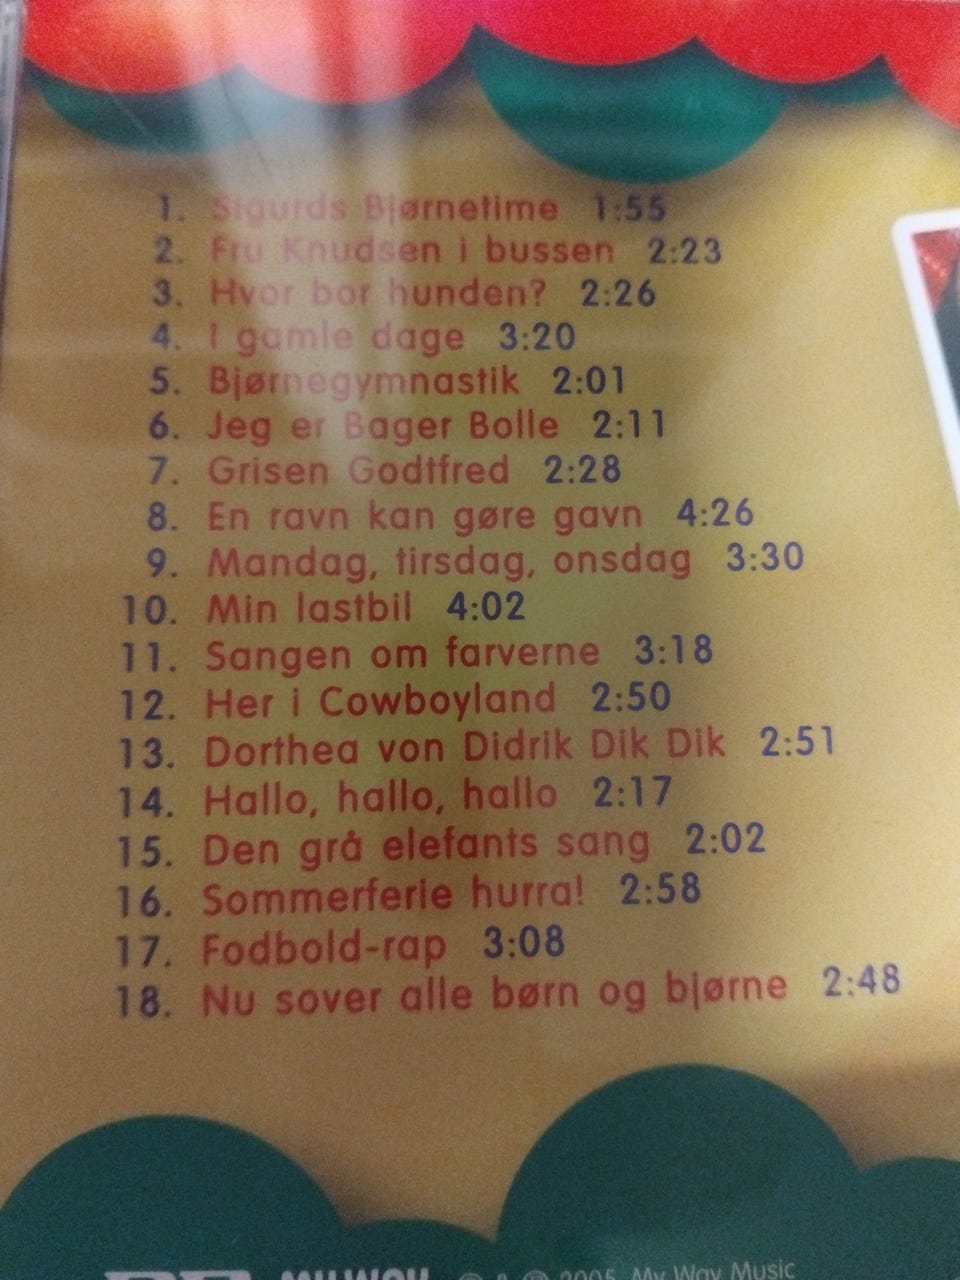 1. Sigurds Bjørnetime 1:55
2. Fru Knudsen i bussen 2:23
3. Hvor bor hunden? 2:26
4. I gamle dage 3:20
5. Bjørnegymnastik 2:01
6. Jeg er Bager Bolle 2:11
7. Grisen Godtfred 2:28
8. En ravn kan gøre gavn 4:26
9. Mandag, tirsdag, onsdag 3:30
10. Min lastbil 4:02
11. Sangen om farverne 3:18
12. Her i Cowboyland 2:50
13. Dorthea von Didrik Dik Dik 2:51
14. Hallo, hallo, hallo 2:17
15. Den grå elefants sang 2:02
16. Sommerferie hurra! 2:58
17. Fodbold-rap 3:08
18. Nu sover alle børn og bjørne 2:48
MY WAY ℗ & © 2005 My Way Music